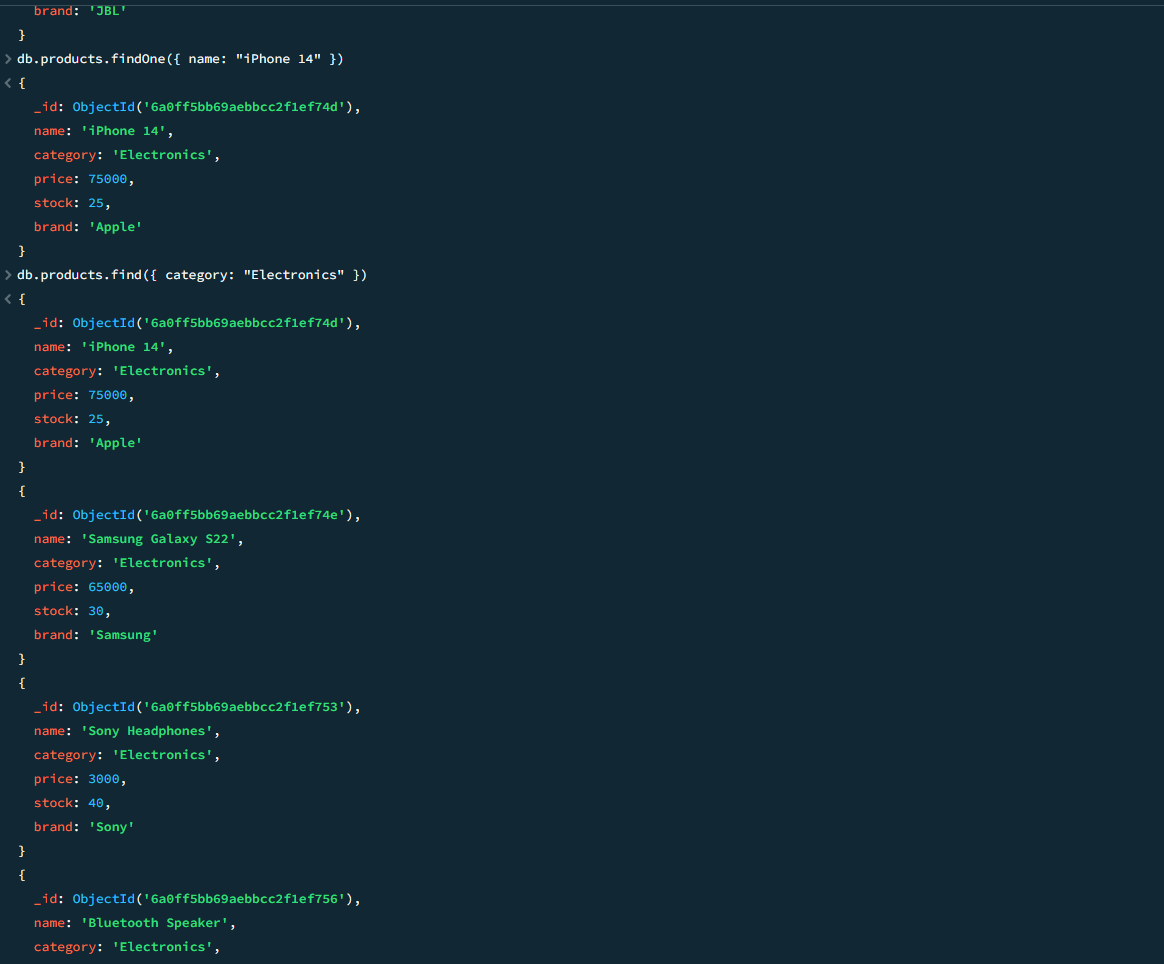 brand: 'JBL'
}
> db.products.findOne({ name: "iPhone 14" })
< {
_id: ObjectId('6a0ff5bb69aebbcc2f1ef74d'),
name: 'iPhone 14',
category: 'Electronics',
price: 75000,
stock: 25,
brand: 'Apple'
}
> db.products.find({ category: "Electronics" })
< {
_id: ObjectId('6a0ff5bb69aebbcc2f1ef74d'),
name: 'iPhone 14',
category: 'Electronics',
price: 75000,
stock: 25,
brand: 'Apple'
}
{
_id: ObjectId('6a0ff5bb69aebbcc2f1ef74e'),
name: 'Samsung Galaxy S22',
category: 'Electronics',
price: 65000,
stock: 30,
brand: 'Samsung'
}
{
_id: ObjectId('6a0ff5bb69aebbcc2f1ef753'),
name: 'Sony Headphones',
category: 'Electronics',
price: 3000,
stock: 40,
brand: 'Sony'
}
{
_id: ObjectId('6a0ff5bb69aebbcc2f1ef756'),
name: 'Bluetooth Speaker',
category: 'Electronics',